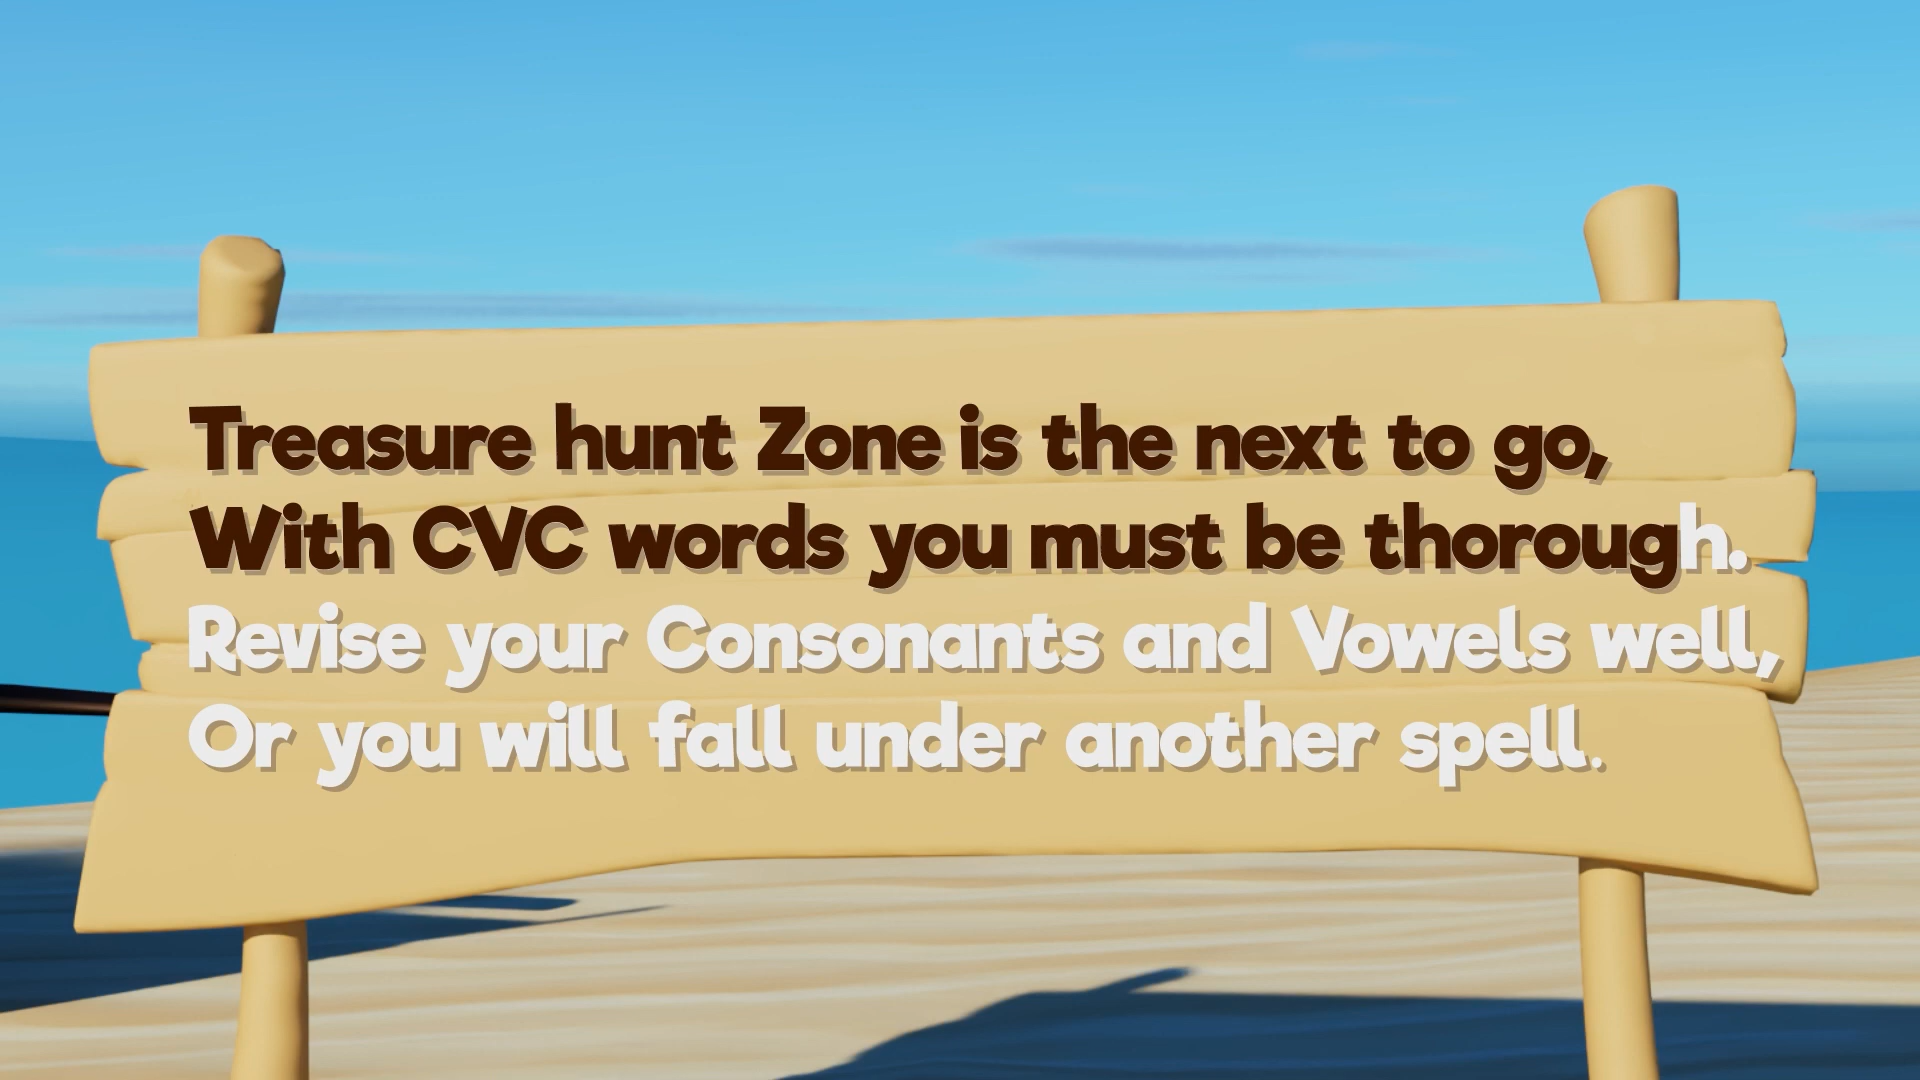 Treasure hunt Zone is the next to go,
With CVC words you must be thorough.
Revise your Consonants and Vowels well,
Or you will fall under another spell.